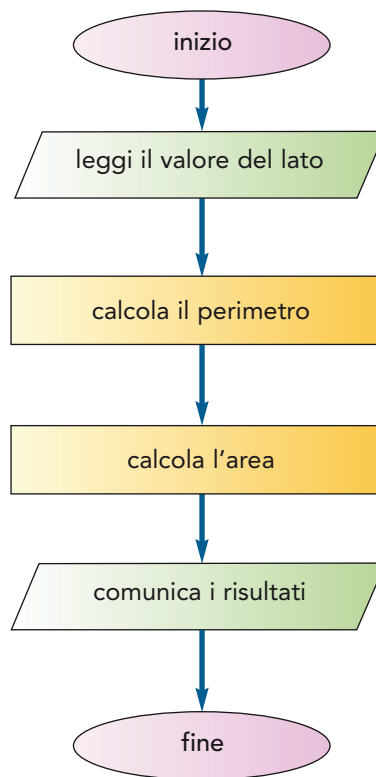 inizio
leggi il valore del lato
calcola il perimetro
calcola l'area
comunica i risultati
fine